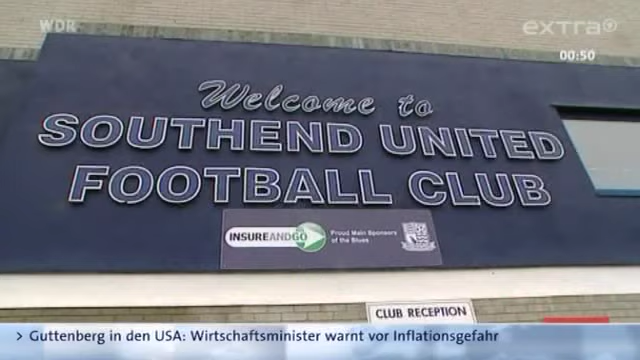 WDR
extra
00:50
Welcome to
SOUTHEND UNITED
FOOTBALL CLUB
INSUREANDGO
Proud Main Sponsors
of the Blues
CLUB RECEPTION
> Guttenberg in den USA: Wirtschaftsminister warnt vor Inflationsgefahr